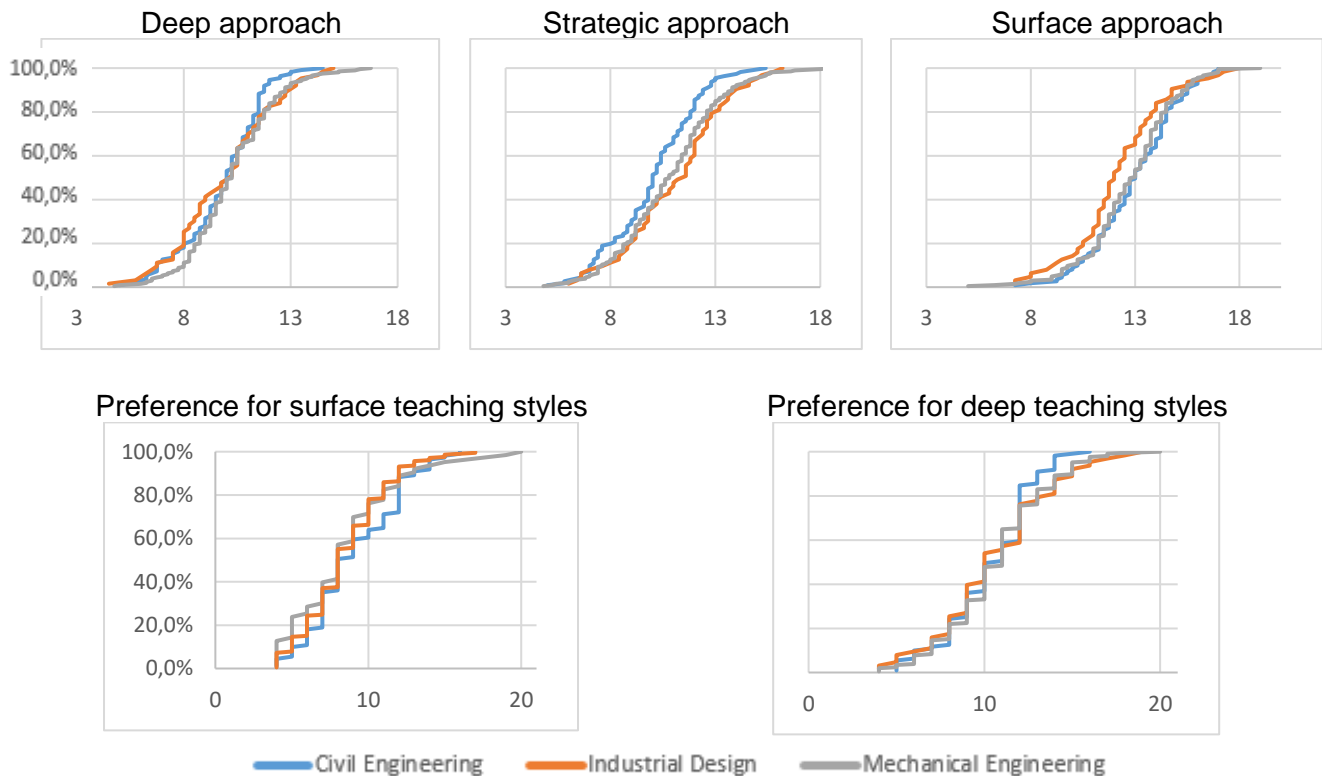 Deep approach
Strategic approach
Surface approach
100,0%
80,0%
60,0%
40,0%
20,0%
0,0%
3 8 13 18
3 8 13 18
3 8 13 18
Preference for surface teaching styles
Preference for deep teaching styles
100,0%
80,0%
60,0%
40,0%
20,0%
0,0%
0 10 20
0 10 20
Civil Engineering Industrial Design Mechanical Engineering